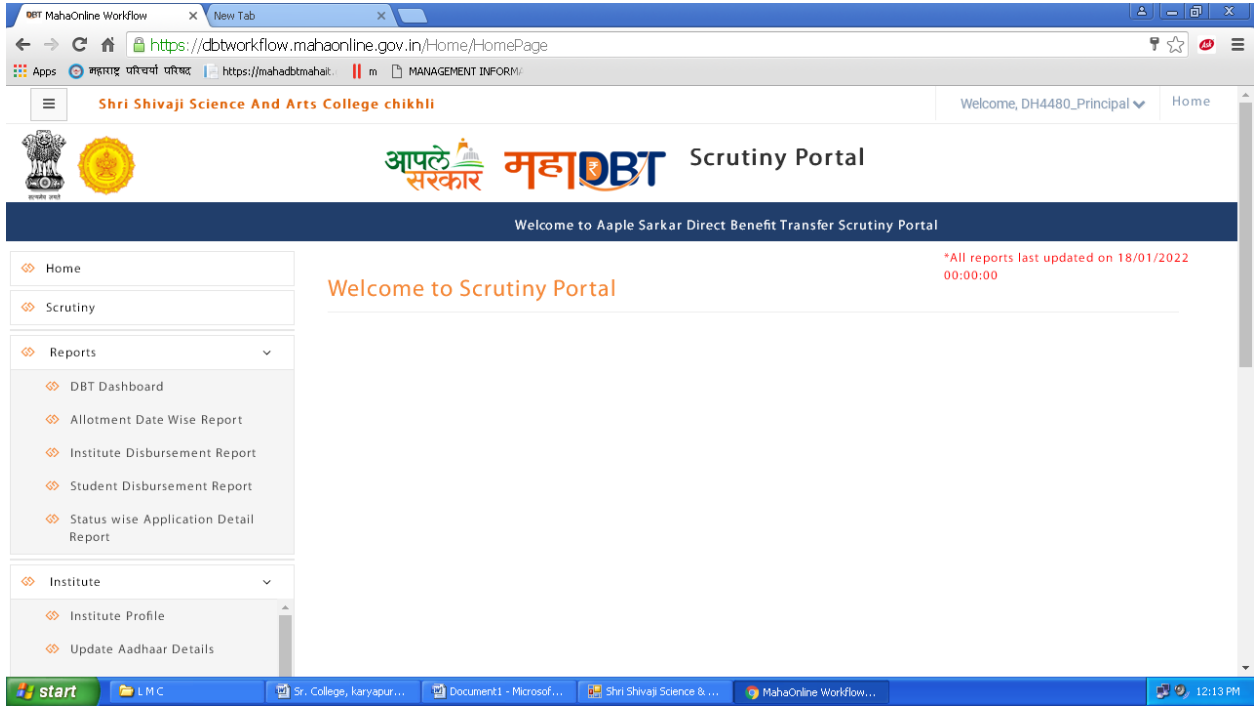 DBT MahaOnline Workflow
New Tab
https://dbtworkflow.mahaonline.gov.in/Home/HomePage
Apps महाराष्ट्र परिचर्या परिषद https://mahadbtmahait. m MANAGEMENT INFORM
Shri Shivaji Science And Arts College chikhli
Welcome, DH4480_Principal
Home
सत्यमेव जयते
आपले सरकार
महाDBT
Scrutiny Portal
Welcome to Aaple Sarkar Direct Benefit Transfer Scrutiny Portal
Home
Scrutiny
Reports
DBT Dashboard
Allotment Date Wise Report
Institute Disbursement Report
Student Disbursement Report
Status wise Application Detail
Report
Institute
Institute Profile
Update Aadhaar Details
Welcome to Scrutiny Portal
*All reports last updated on 18/01/2022
00:00:00
start
L M C
Sr. College, karyapur...
Document1 - Microsof...
Shri Shivaji Science & ...
MahaOnline Workflow...
12:13 PM